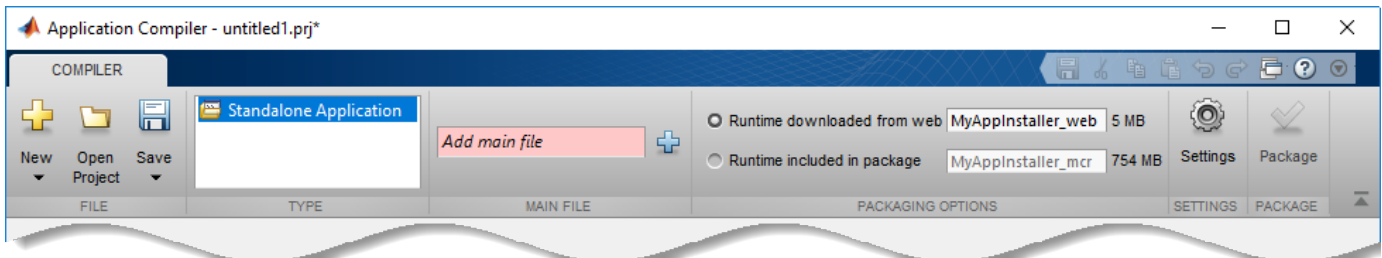 Application Compiler - untitled1.prj*
COMPILER
New
Open
Project
Save
Standalone Application
Add main file
Runtime downloaded from web MyAppInstaller_web 5 MB
Runtime included in package MyAppInstaller_mcr 754 MB
Settings
Package
FILE TYPE MAIN FILE PACKAGING OPTIONS SETTINGS PACKAGE